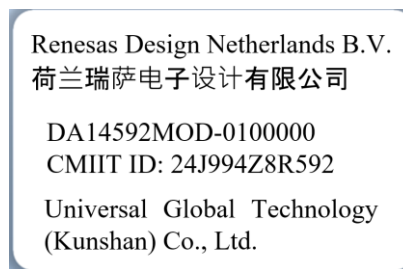 Renesas Design Netherlands B.V.
荷兰瑞萨电子设计有限公司
DA14592MOD-0100000
CMIIT ID: 24J994Z8R592
Universal Global Technology
(Kunshan) Co., Ltd.